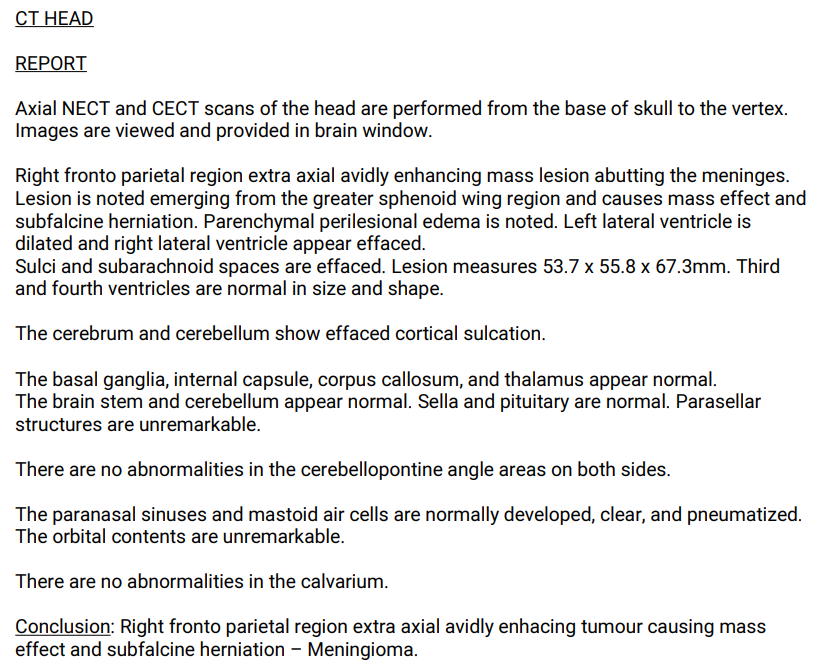 CT HEAD
REPORT
Axial NECT and CECT scans of the head are performed from the base of skull to the vertex.
Images are viewed and provided in brain window.
Right fronto parietal region extra axial avidly enhancing mass lesion abutting the meninges.
Lesion is noted emerging from the greater sphenoid wing region and causes mass effect and
subfalcine herniation. Parenchymal perilesional edema is noted. Left lateral ventricle is
dilated and right lateral ventricle appear effaced.
Sulci and subarachnoid spaces are effaced. Lesion measures 53.7 x 55.8 x 67.3mm. Third
and fourth ventricles are normal in size and shape.
The cerebrum and cerebellum show effaced cortical sulcation.
The basal ganglia, internal capsule, corpus callosum, and thalamus appear normal.
The brain stem and cerebellum appear normal. Sella and pituitary are normal. Parasellar
structures are unremarkable.
There are no abnormalities in the cerebellopontine angle areas on both sides.
The paranasal sinuses and mastoid air cells are normally developed, clear, and pneumatized.
The orbital contents are unremarkable.
There are no abnormalities in the calvarium.
Conclusion: Right fronto parietal region extra axial avidly enhacing tumour causing mass
effect and subfalcine herniation – Meningioma.